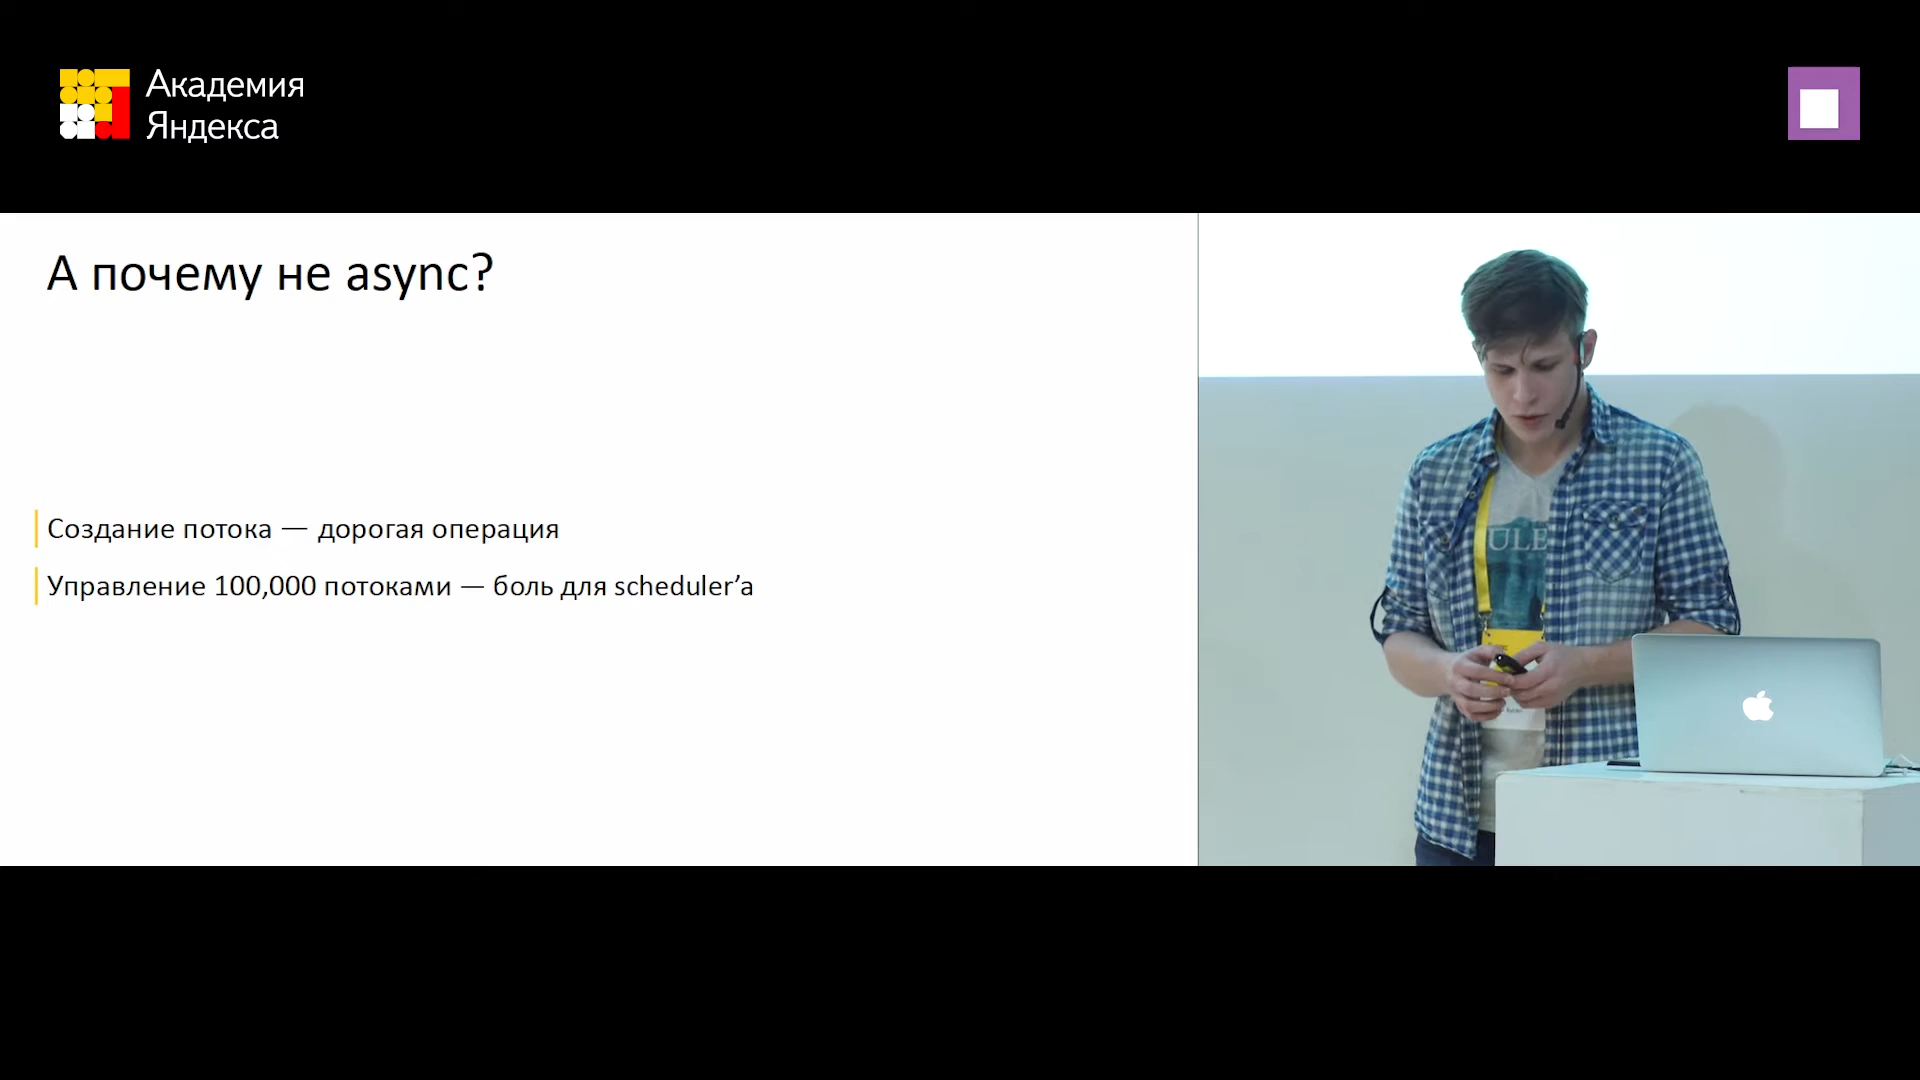 Академия
Яндекса
А почему не async?
Создание потока — дорогая операция
Управление 100,000 потоками — боль для scheduler’а
ULE